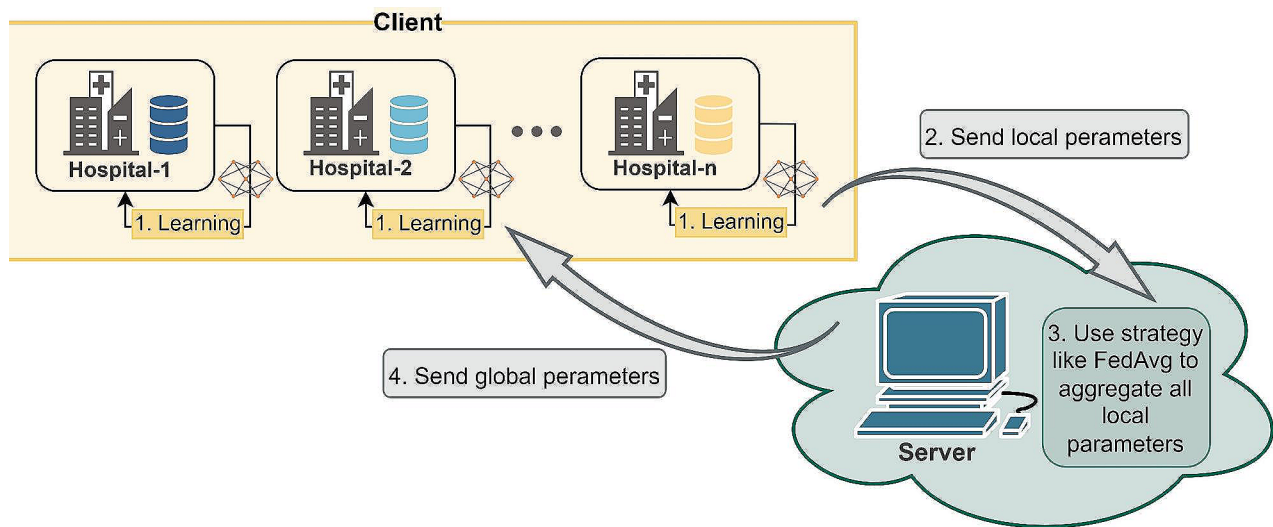 Client
Hospital-1
Hospital-2
Hospital-n
1. Learning
1. Learning
1. Learning
2. Send local perameters
3. Use strategy
like FedAvg to
aggregate all
local
parameters
Server
4. Send global perameters